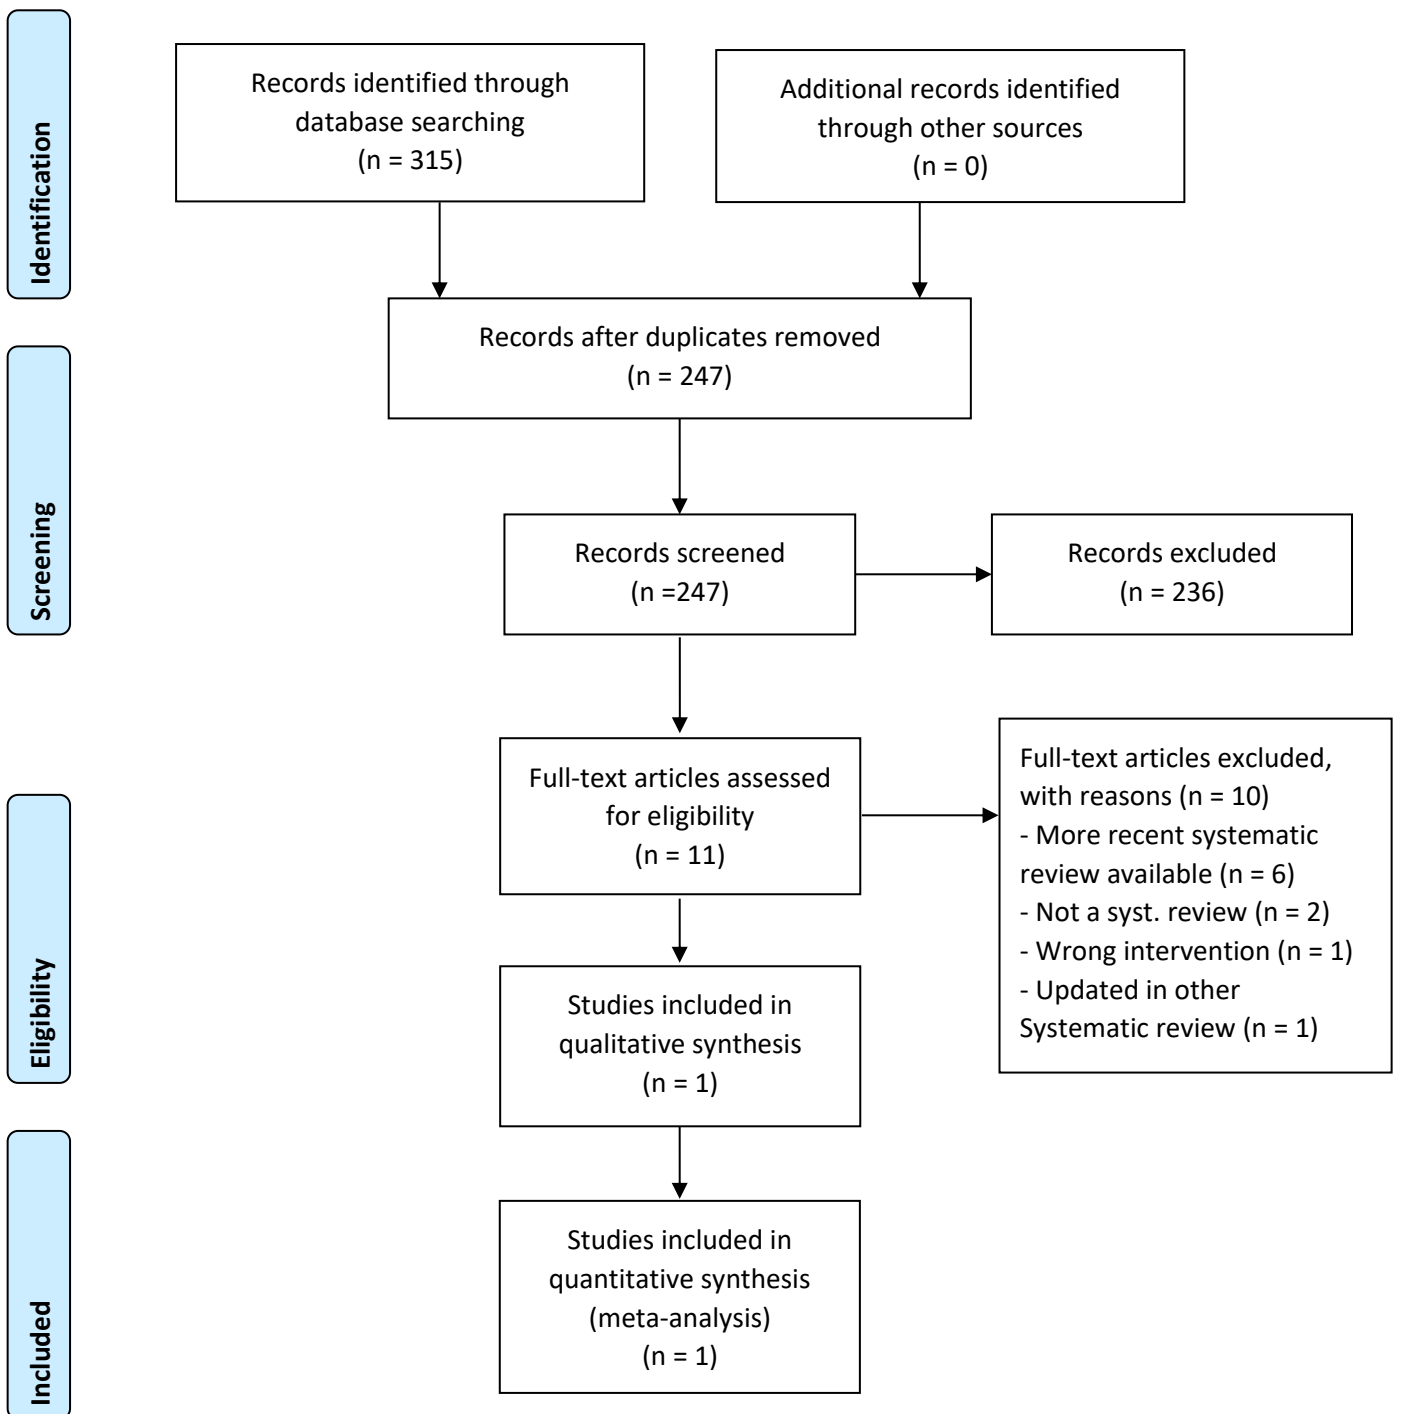 Identification
Records identified through
database searching
(n = 315)
Additional records identified
through other sources
(n = 0)
Records after duplicates removed
(n = 247)
Screening
Records screened
(n =247)
Records excluded
(n = 236)
Eligibility
Full-text articles assessed
for eligibility
(n = 11)
Full-text articles excluded,
with reasons (n = 10)
- More recent systematic
review available (n = 6)
- Not a syst. review (n = 2)
- Wrong intervention (n = 1)
- Updated in other
Systematic review (n = 1)
Studies included in
qualitative synthesis
(n = 1)
Included
Studies included in
quantitative synthesis
(meta-analysis)
(n = 1)